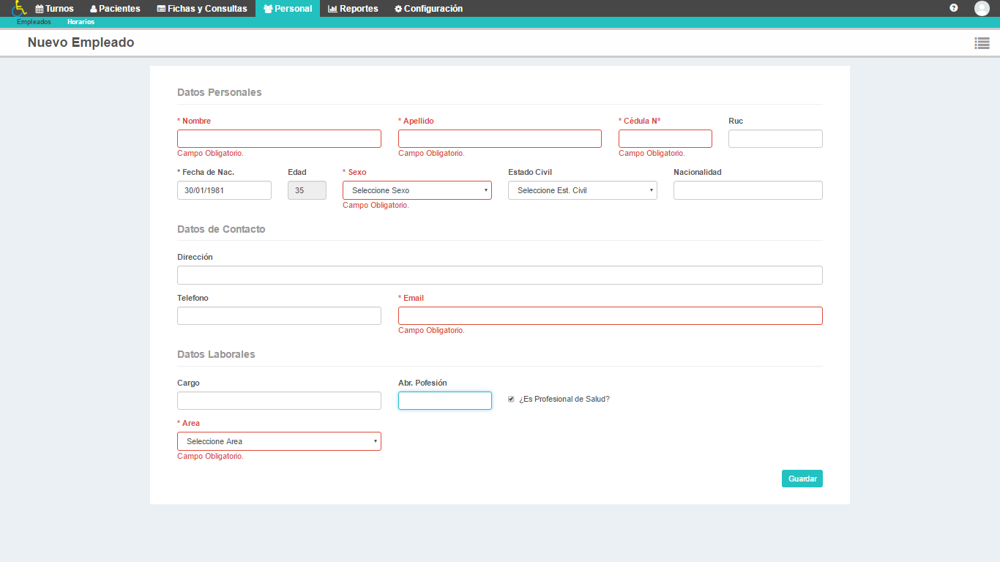 Turnos Pacientes Fichas y Consultas Personal Reportes Configuración ?
Empleados Horarios
Nuevo Empleado
Datos Personales
* Nombre * Apellido * Cédula Nº Ruc
Campo Obligatorio. Campo Obligatorio. Campo Obligatorio.
* Fecha de Nac. Edad * Sexo Estado Civil Nacionalidad
30/01/1981 35 Seleccione Sexo Seleccione Est. Civil
Campo Obligatorio.
Datos de Contacto
Dirección
Telefono * Email
Campo Obligatorio.
Datos Laborales
Cargo Abr. Pofesión
¿Es Profesional de Salud?
* Area
Seleccione Area
Campo Obligatorio.
Guardar